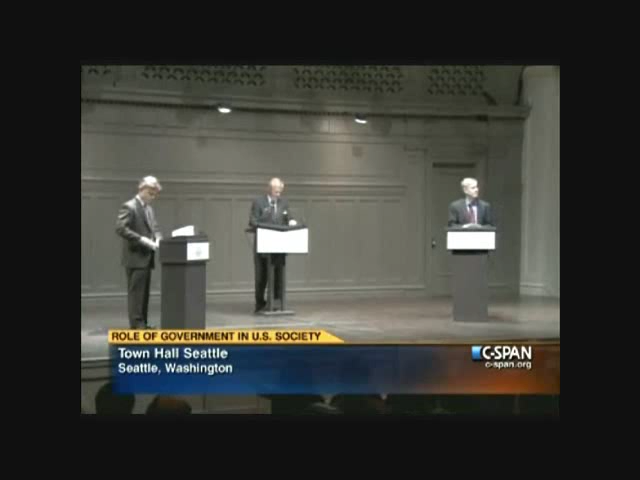 ROLE OF GOVERNMENT IN U.S. SOCIETY
Town Hall Seattle
Seattle, Washington
C-SPAN
c-span.org